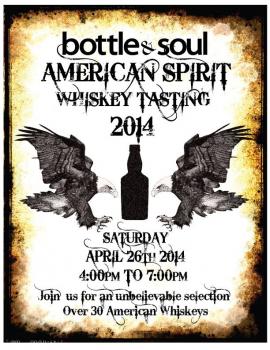 bottle & soul
AMERICAN SPIRIT
WHISKEY TASTING
2014
SATURDAY
APRIL 26TH 2014
4:00PM TO 7:00PM
Join us for an unbelievable selection
Over 30 American Whiskeys